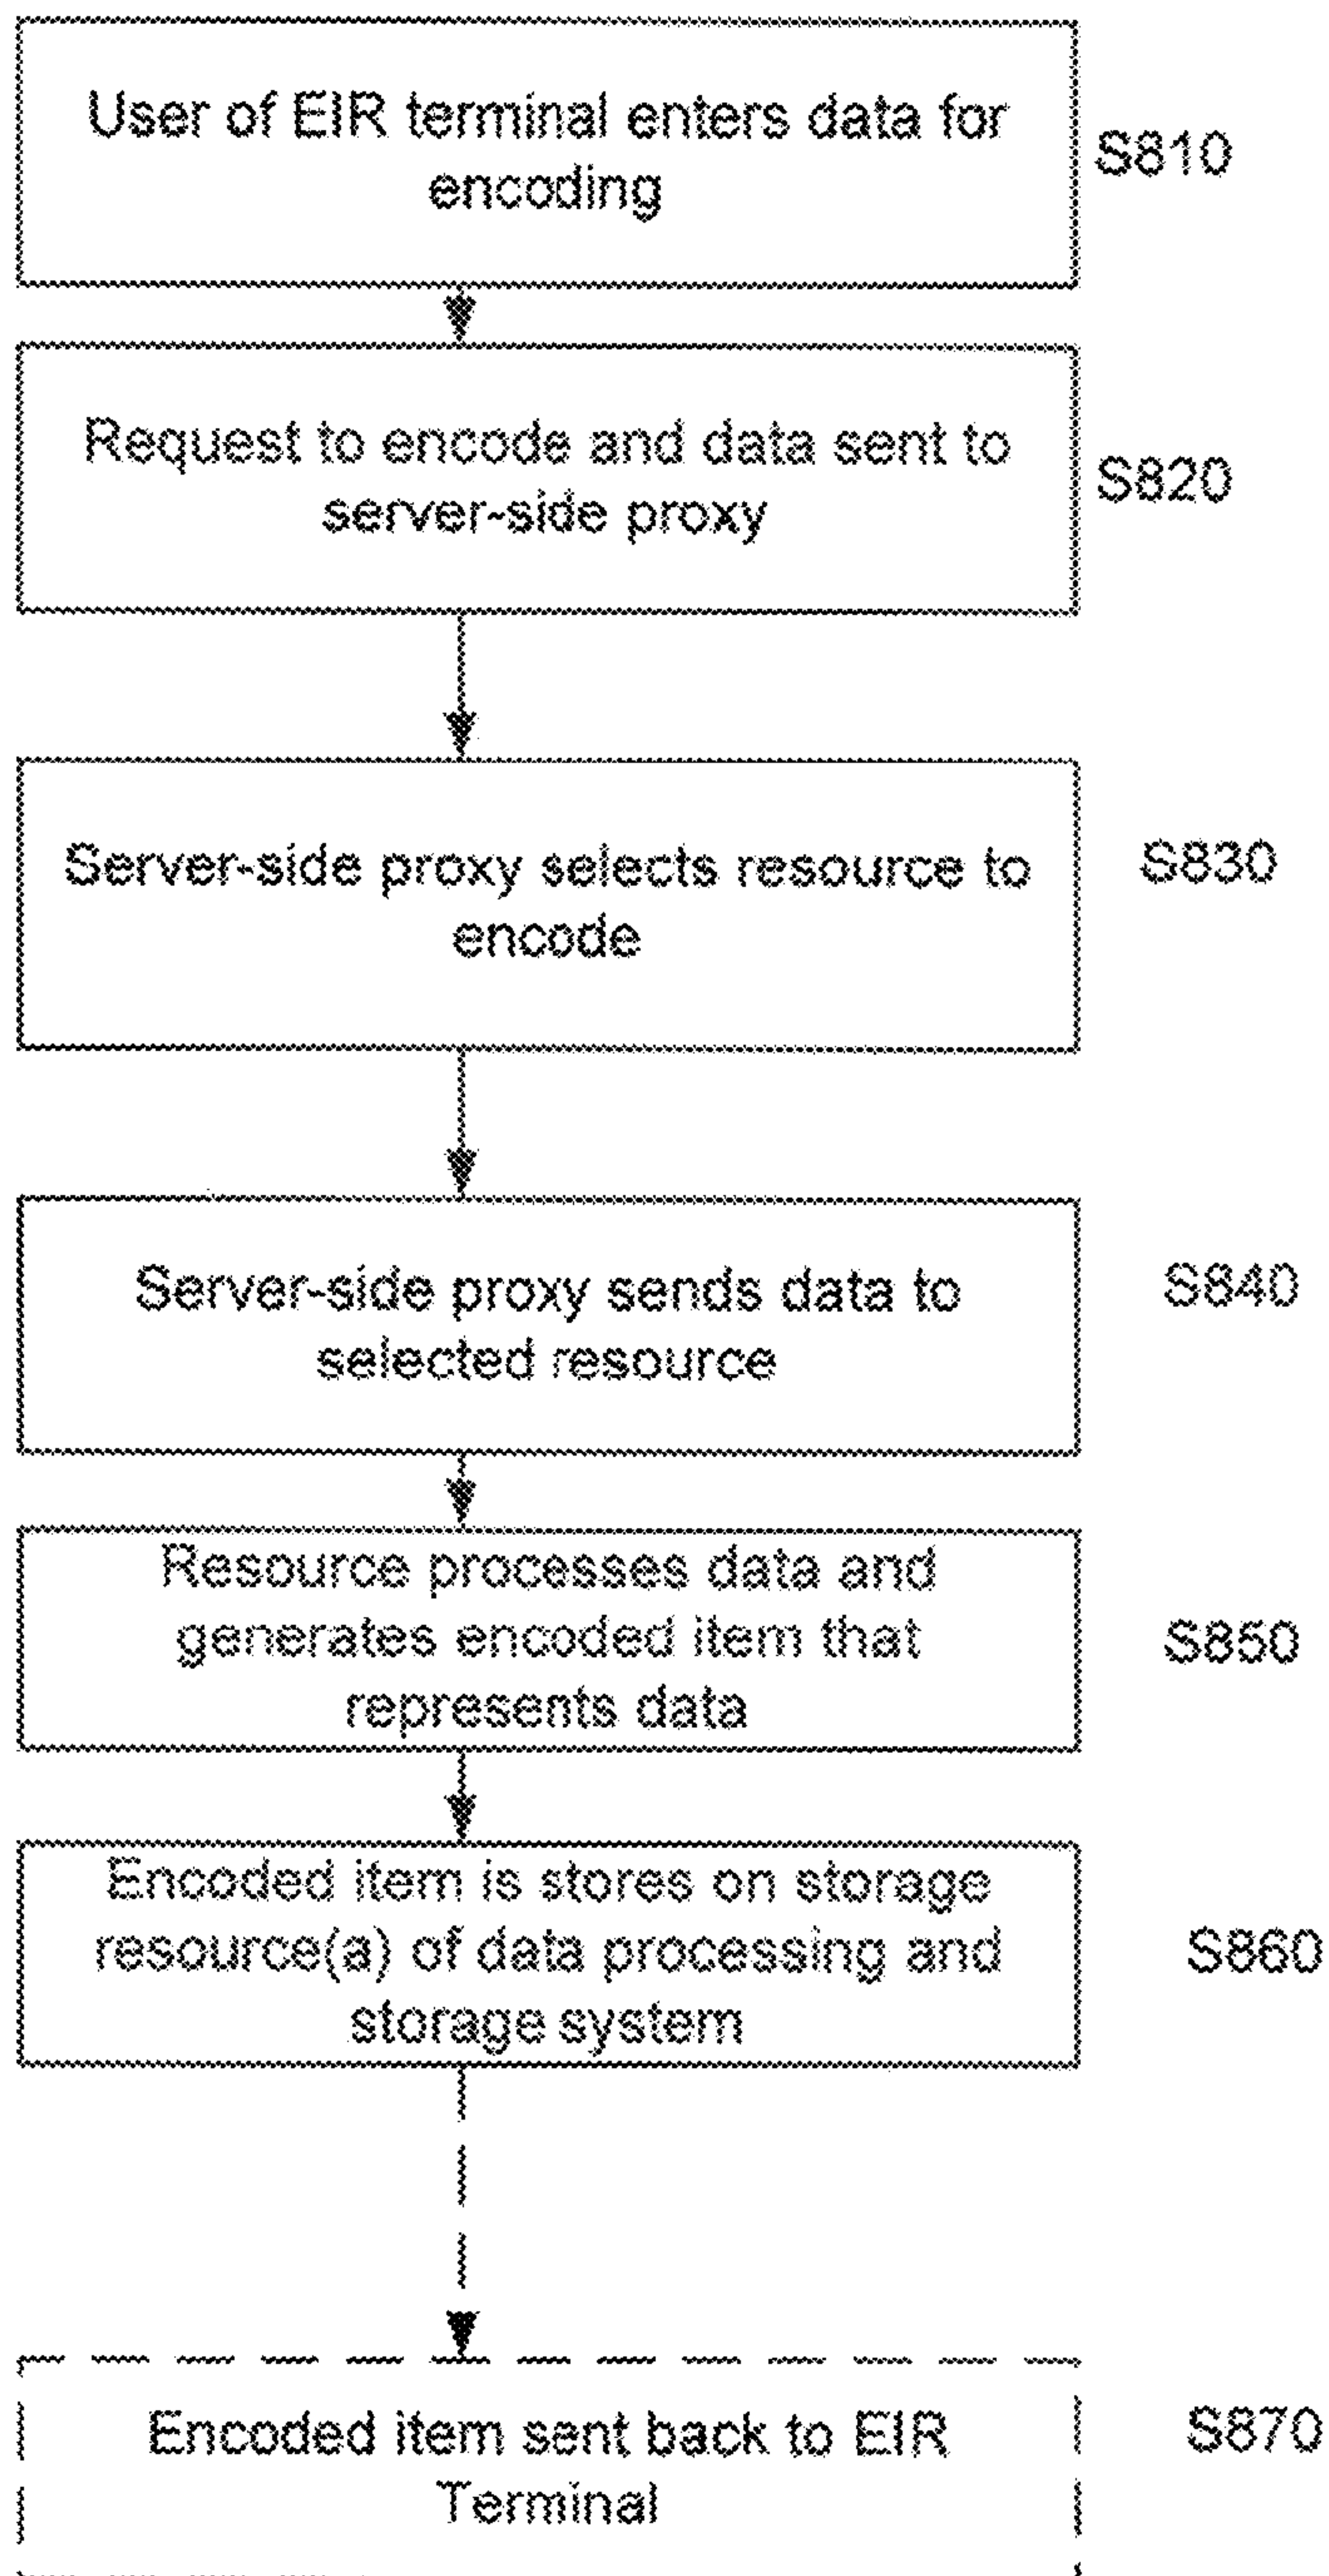 User of EIR terminal enters data for
encoding
S810
Request to encode and data sent to
server-side proxy
S820
Server-side proxy selects resource to
encode
S830
Server-side proxy sends data to
selected resource
S840
Resource processes data and
generates encoded item that
represents data
S850
Encoded item is stores on storage
resource(a) of data processing and
storage system
S860
Encoded item sent back to EIR
Terminal
S870